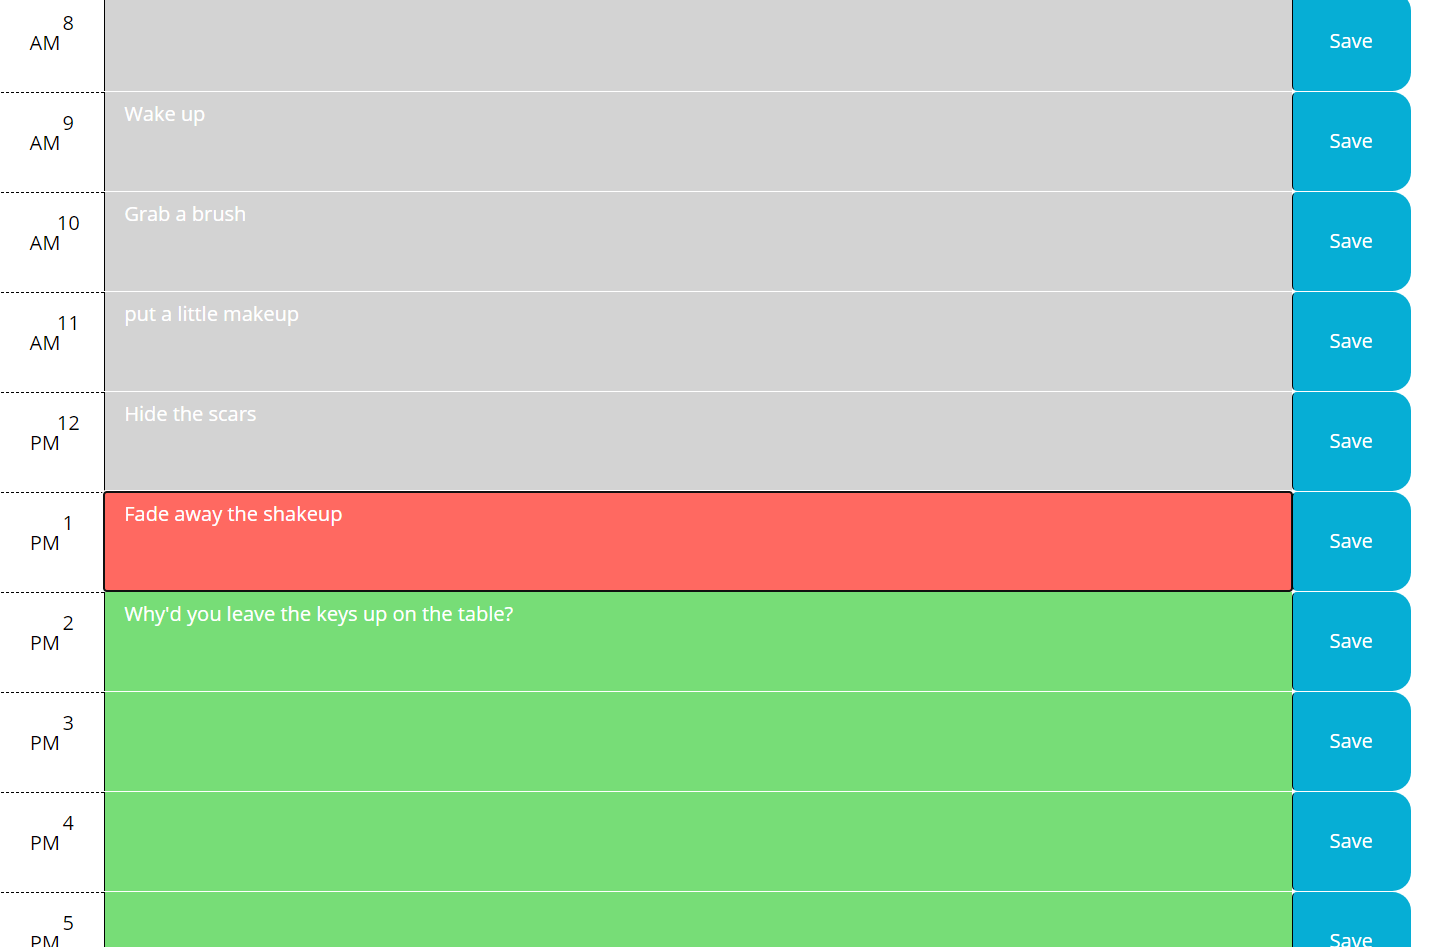 8
AM
Save
9
AM
Wake up
Save
10
AM
Grab a brush
Save
11
AM
put a little makeup
Save
12
PM
Hide the scars
Save
1
PM
Fade away the shakeup
Save
2
PM
Why'd you leave the keys up on the table?
Save
3
PM
Save
4
PM
Save
5
PM
Save